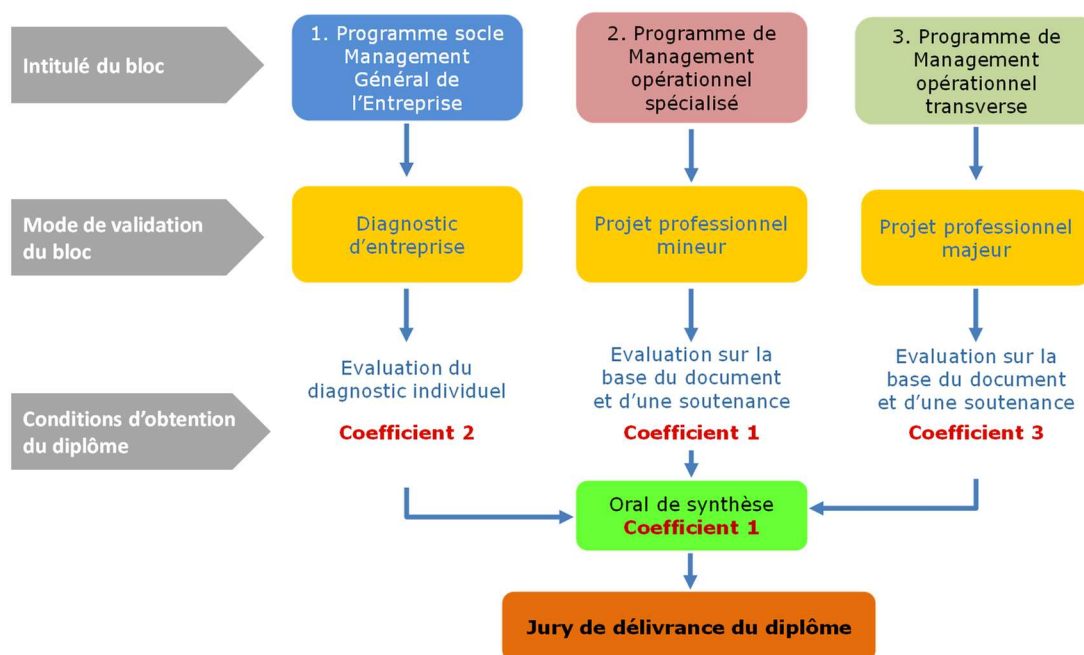 Intitulé du bloc
1. Programme socle
Management
Général de
l'Entreprise
2. Programme de
Management
opérationnel
spécialisé
3. Programme de
Management
opérationnel
transverse
Mode de validation
du bloc
Diagnostic
d'entreprise
Projet professionnel
mineur
Projet professionnel
majeur
Conditions d'obtention
du diplôme
Evaluation du
diagnostic individuel
Coefficient 2
Evaluation sur la
base du document
et d'une soutenance
Coefficient 1
Evaluation sur la
base du document
et d'une soutenance
Coefficient 3
Oral de synthèse
Coefficient 1
Jury de délivrance du diplôme